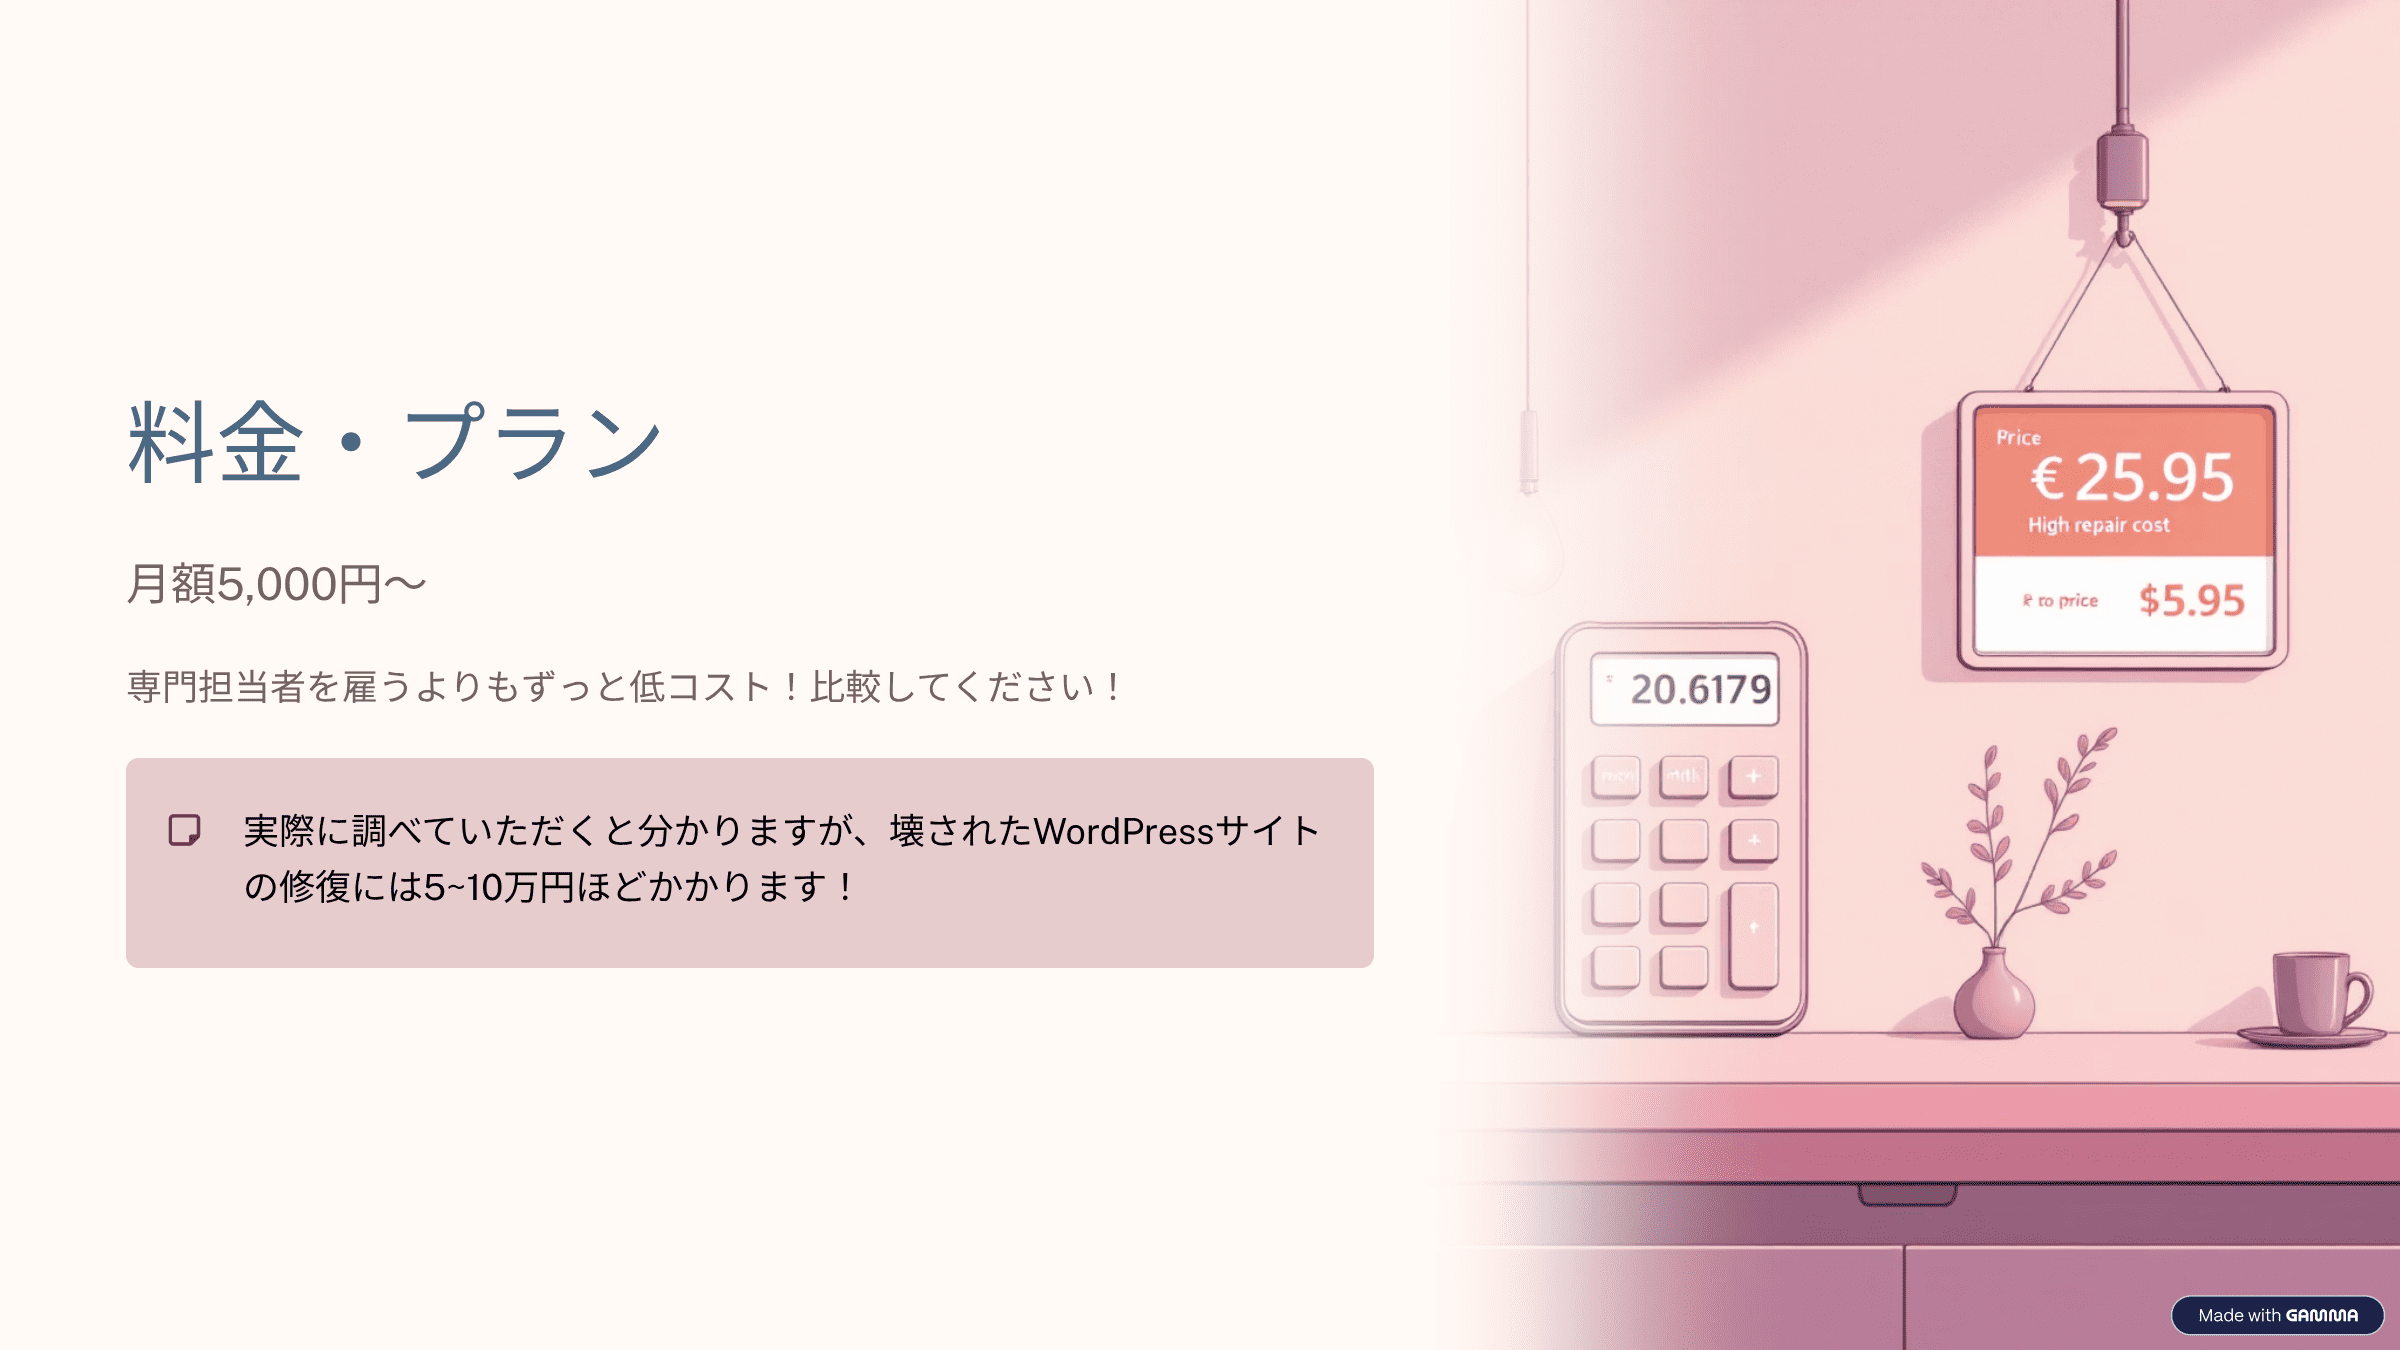 料金・プラン
月額5,000円～
専門担当者を雇うよりもずっと低コスト！比較してください！
実際に調べていただくと分かりますが、壊されたWordPressサイト
の修復には5~10万円ほどかかります！
Price
€25.95
High repair cost
to price $5.95
20.6179
Made with GAMMA